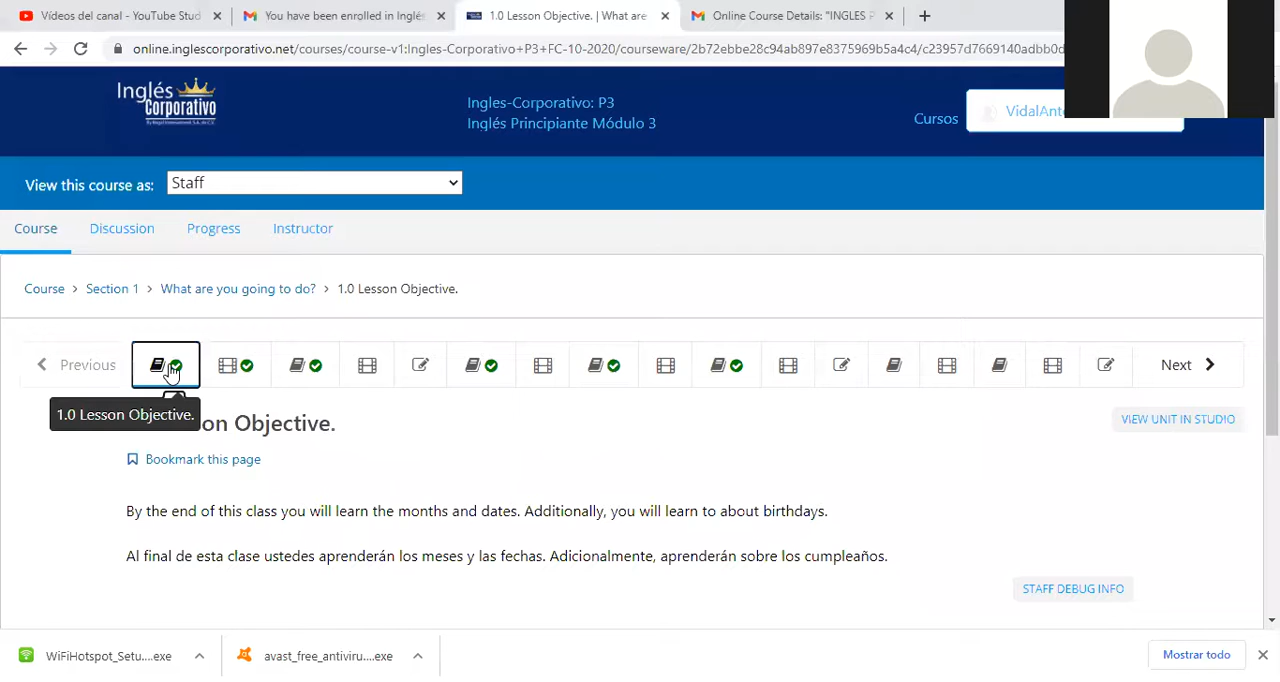 Vídeos del canal - YouTube Stud
You have been enrolled in Inglés
1.0 Lesson Objective. | What are
Online Course Details: "INGLES P
online.inglescorporativo.net/courses/course-v1:Ingles-Corporativo+P3+FC-10-2020/courseware/2b72ebbe28c94ab897e8375969b5a4c4/c23957d7669140adbb0d
Inglés
Corporativo
Ingles-Corporativo: P3
Inglés Principiante Módulo 3
Cursos
VidalAnto
View this course as:
Staff
Course
Discussion
Progress
Instructor
Course > Section 1 > What are you going to do? > 1.0 Lesson Objective.
Previous
Next
1.0 Lesson Objective.
on Objective.
VIEW UNIT IN STUDIO
Bookmark this page
By the end of this class you will learn the months and dates. Additionally, you will learn to about birthdays.
Al final de esta clase ustedes aprenderán los meses y las fechas. Adicionalmente, aprenderán sobre los cumpleaños.
STAFF DEBUG INFO
WiFiHotspot_Setu....exe
avast_free_antiviru....exe
Mostrar todo